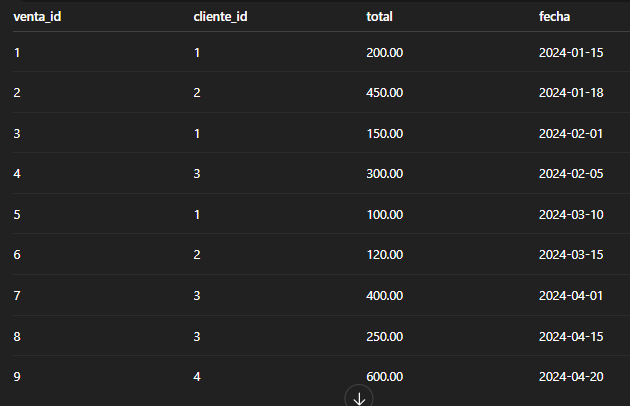 venta_id cliente_id total fecha
1 1 200.00 2024-01-15
2 2 450.00 2024-01-18
3 1 150.00 2024-02-01
4 3 300.00 2024-02-05
5 1 100.00 2024-03-10
6 2 120.00 2024-03-15
7 3 400.00 2024-04-01
8 3 250.00 2024-04-15
9 4 600.00 2024-04-20